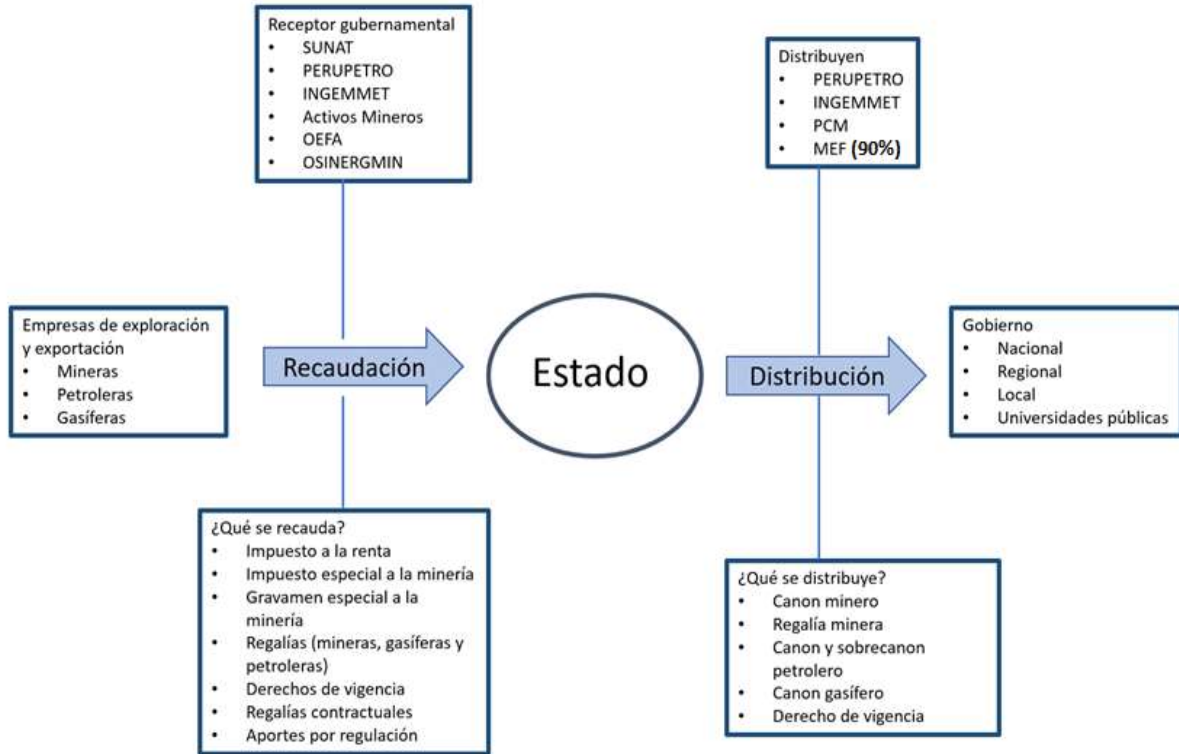 Receptor gubernamental
• SUNAT
• PERUPETRO
• INGEMMET
• Activos Mineros
• OEFA
• OSINERGMIN
Distribuyen
• PERUPETRO
• INGEMMET
• PCM
• MEF (90%)
Empresas de exploración
y exportación
• Mineras
• Petroleras
• Gasíferas
Recaudación
Estado
Distribución
Gobierno
• Nacional
• Regional
• Local
• Universidades públicas
¿Qué se recauda?
• Impuesto a la renta
• Impuesto especial a la minería
• Gravamen especial a la
minería
• Regalías (mineras, gasíferas y
petroleras)
• Derechos de vigencia
• Regalías contractuales
• Aportes por regulación
¿Qué se distribuye?
• Canon minero
• Regalía minera
• Canon y sobrecanon
petrolero
• Canon gasífero
• Derecho de vigencia